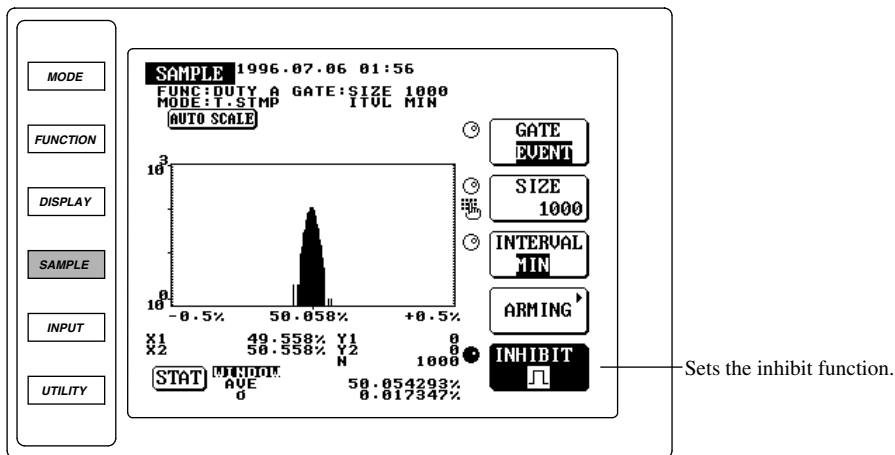 MODE
FUNCTION
DISPLAY
SAMPLE
INPUT
UTILITY
SAMPLE 1996.07.06 01:56
FUNC:DUTY A GATE:SIZE 1000
MODE:T.STMP ITVL MIN
AUTO SCALE
10³
10⁰
-0.5% 50.058% +0.5%
X1 49.558% Y1 0
X2 50.558% Y2 0
N 1000
STAT WINDOW
AVE 50.054293%
σ 0.017347%
GATE
EVENT
SIZE
1000
INTERVAL
MIN
ARMING
INHIBIT
Sets the inhibit function.